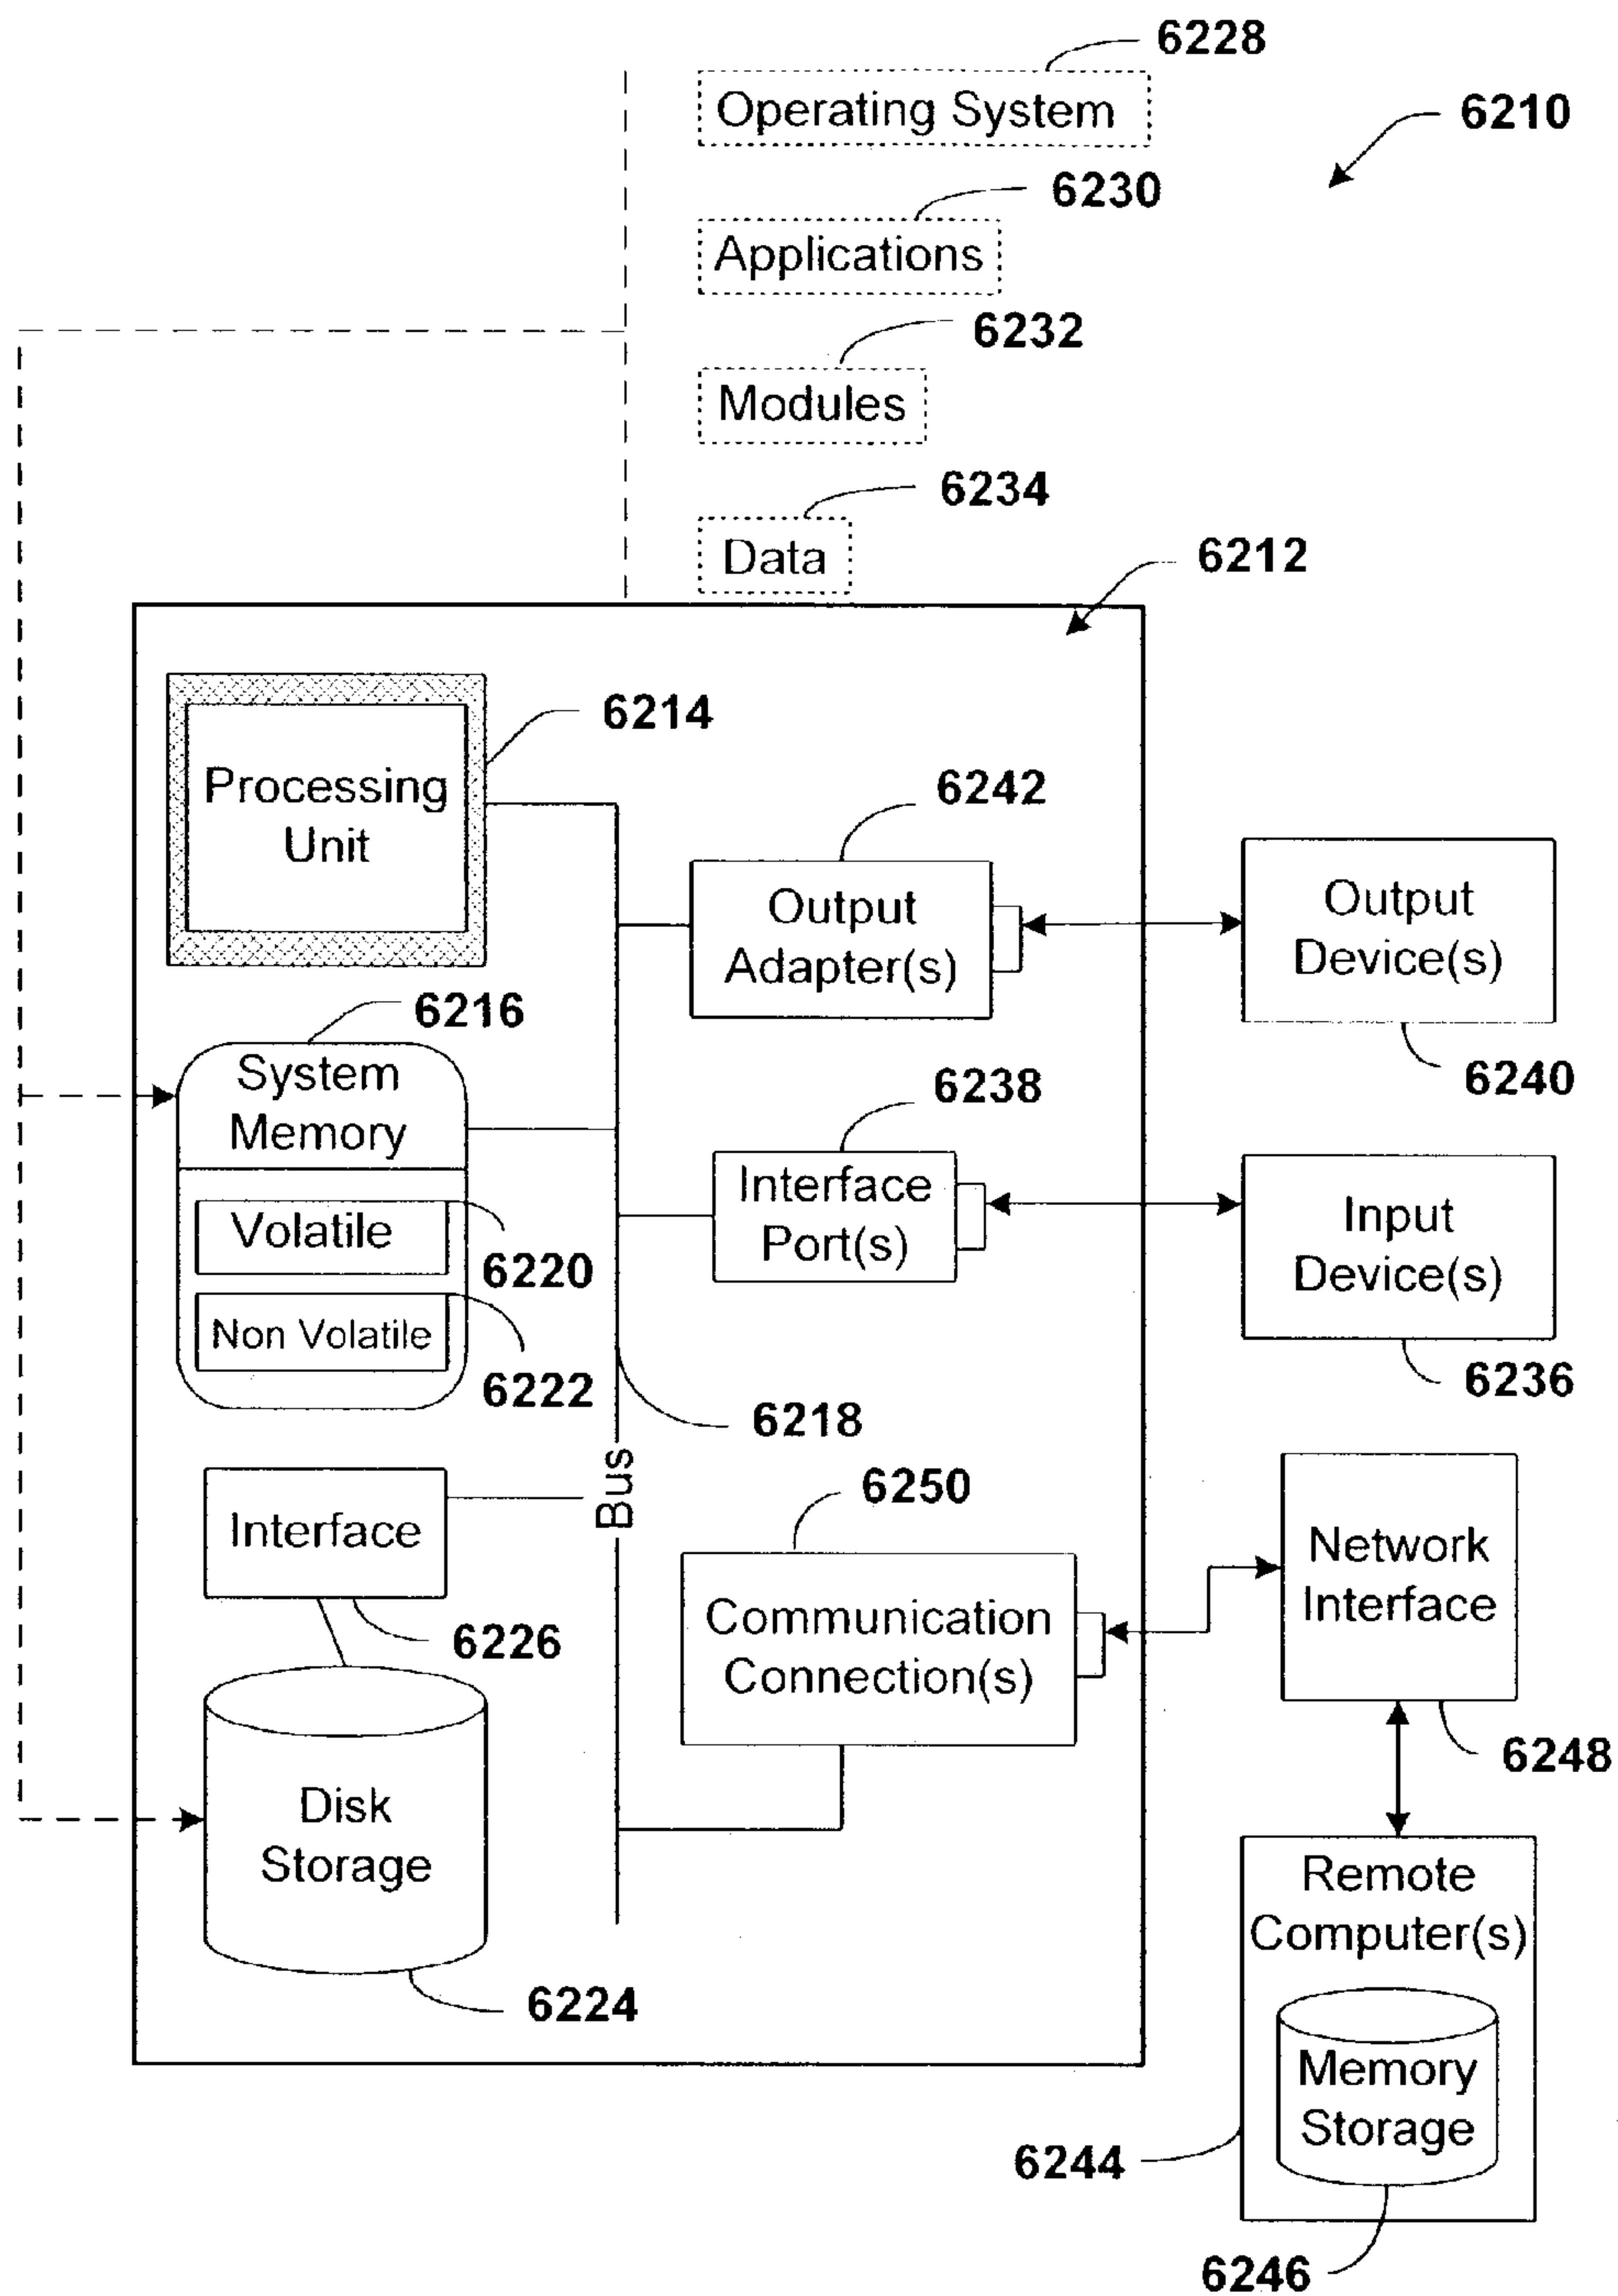 6228
Operating System
6210
6230
Applications
6232
Modules
6234
Data
6212
6214
Processing
Unit
6242
Output
Adapter(s)
Output
Device(s)
6240
6216
System
Memory
6238
Interface
Port(s)
Input
Device(s)
6236
Volatile
6220
Non Volatile
6222
6218
Bus
Interface
6226
6250
Communication
Connection(s)
Network
Interface
6248
Disk
Storage
6224
Remote
Computer(s)
Memory
Storage
6244
6246